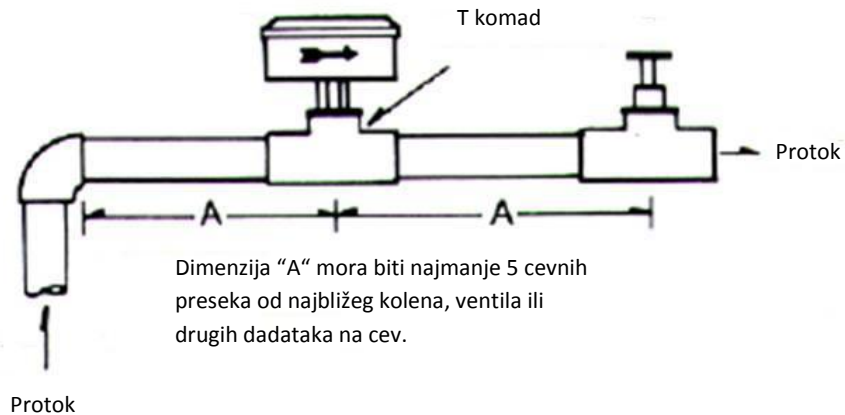 T komad
Protok
A
A
Dimenzija “A“ mora biti najmanje 5 cevnih
preseka od najbližeg kolena, ventila ili
drugih dadataka na cev.
Protok